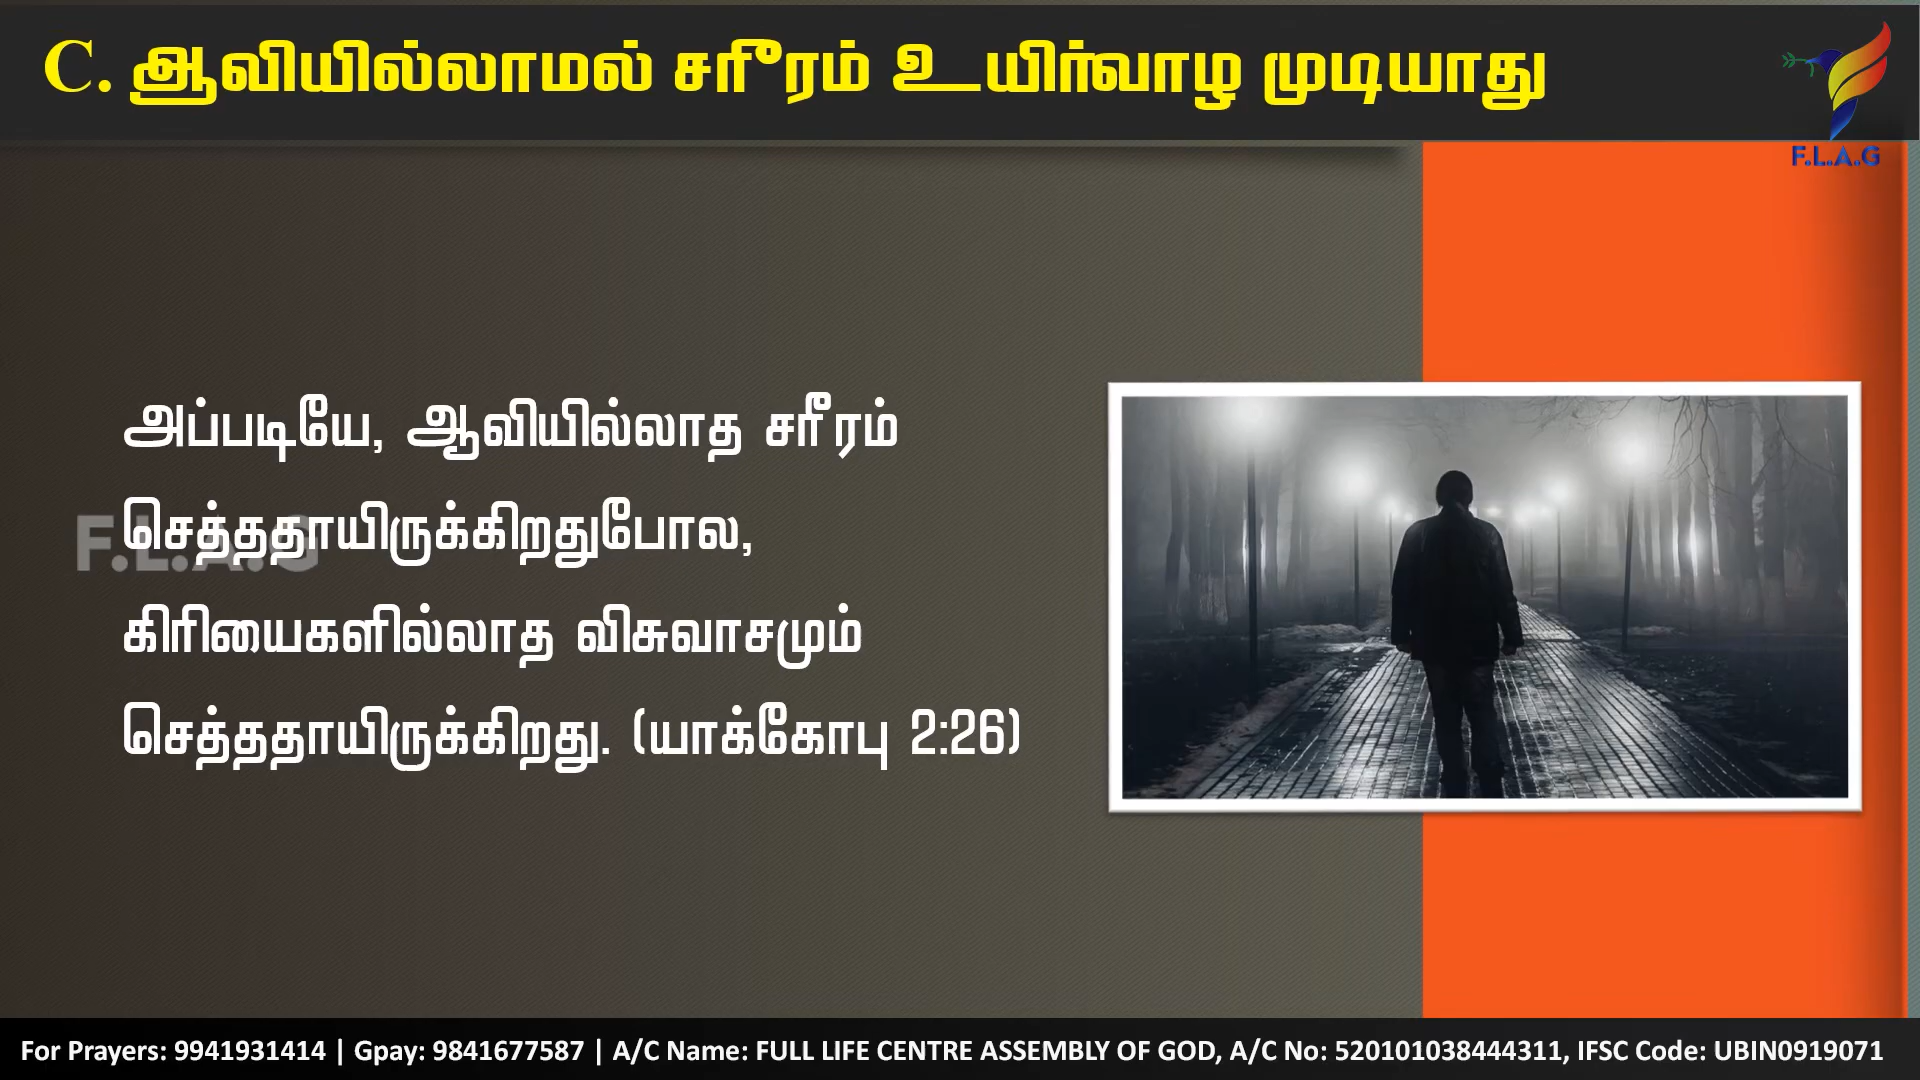 C. ஆவியில்லாமல் சரீரம் உயிர்வாழ முடியாது
F.L.A.G
அப்படியே, ஆவியில்லாத சரீரம்
செத்ததாயிருக்கிறதுபோல,
F.L.A.G
கிரியைகளில்லாத விசுவாசமும்
செத்ததாயிருக்கிறது. (யாக்கோபு 2:26)
For Prayers: 9941931414 | Gpay: 9841677587 | A/C Name: FULL LIFE CENTRE ASSEMBLY OF GOD, A/C No: 520101038444311, IFSC Code: UBIN0919071